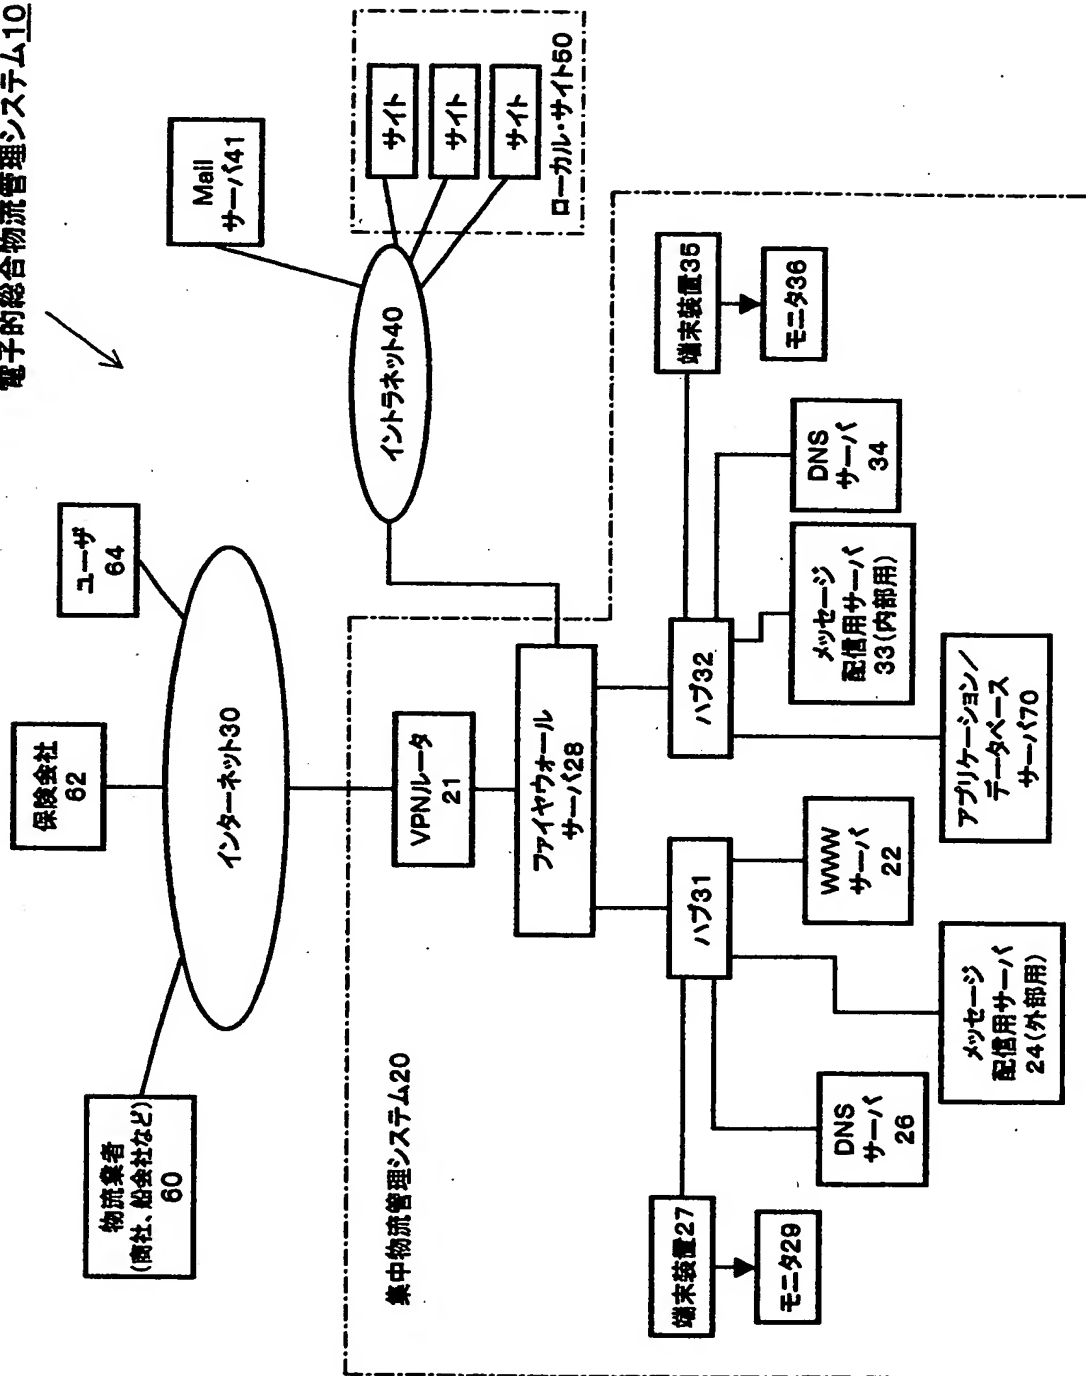 電子的総合物流管理システム10
物流業者
(商社、船会社など)
60
保険会社
62
ユーザ
64
インターネット30
Mail
サーバ41
サイト
サイト
サイト
ローカル・サイト50
イントラネット40
集中物流管理システム20
VPNルータ
21
ファイヤウォール
サーバ28
ハブ31
ハブ32
端末装置27
モニタ29
DNS
サーバ
26
メッセージ
配信用サーバ
24(外部用)
WWW
サーバ
22
アプリケーション/
データベース
サーバ70
メッセージ
配信用サーバ
33(内部用)
DNS
サーバ
34
端末装置35
モニタ36